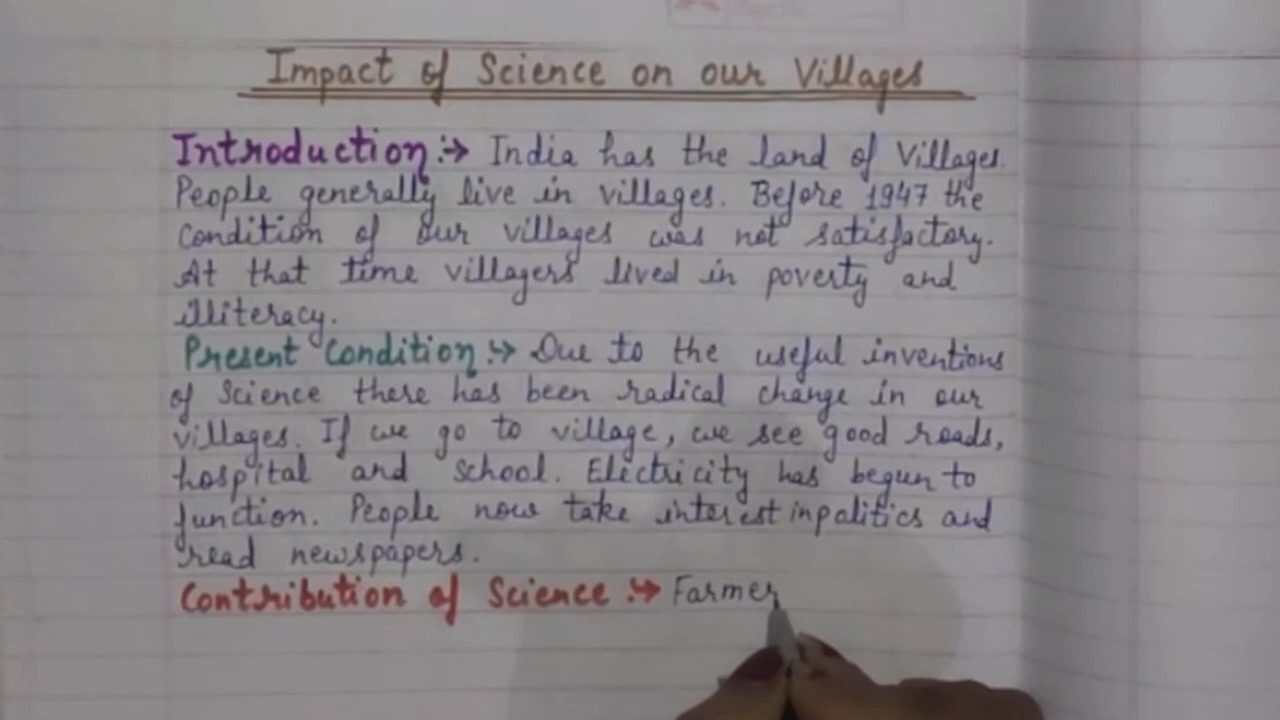 Impact of Science on our Villages
Introduction :→ India has the land of Villages.
People generally live in villages. Before 1947 the
condition of our villages was not satisfactory.
At that time villagers lived in poverty and
illiteracy.
Present Condition :→ Due to the useful inventions
of Science there has been radical change in our
villages. If we go to village, we see good roads,
hospital and school. Electricity has begun to
function. People now take interest in politics and
read newspapers.
Contribution of Science :→ Farmer